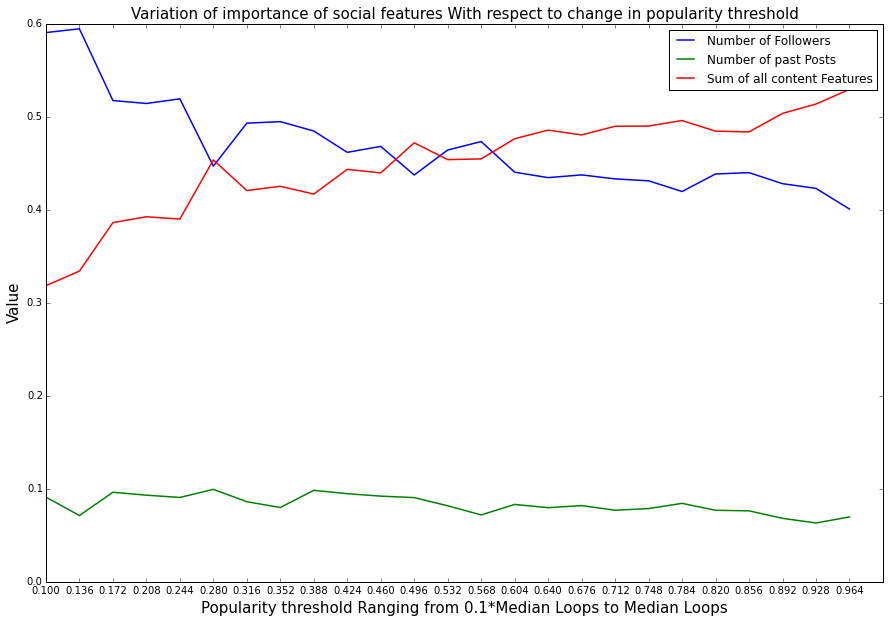 Variation of importance of social features With respect to change in popularity threshold
Number of Followers
Number of past Posts
Sum of all content Features
Value
0.6
0.5
0.4
0.3
0.2
0.1
0.0
0.100 0.136 0.172 0.208 0.244 0.280 0.316 0.352 0.388 0.424 0.460 0.496 0.532 0.568 0.604 0.640 0.676 0.712 0.748 0.784 0.820 0.856 0.892 0.928 0.964
Popularity threshold Ranging from 0.1*Median Loops to Median Loops